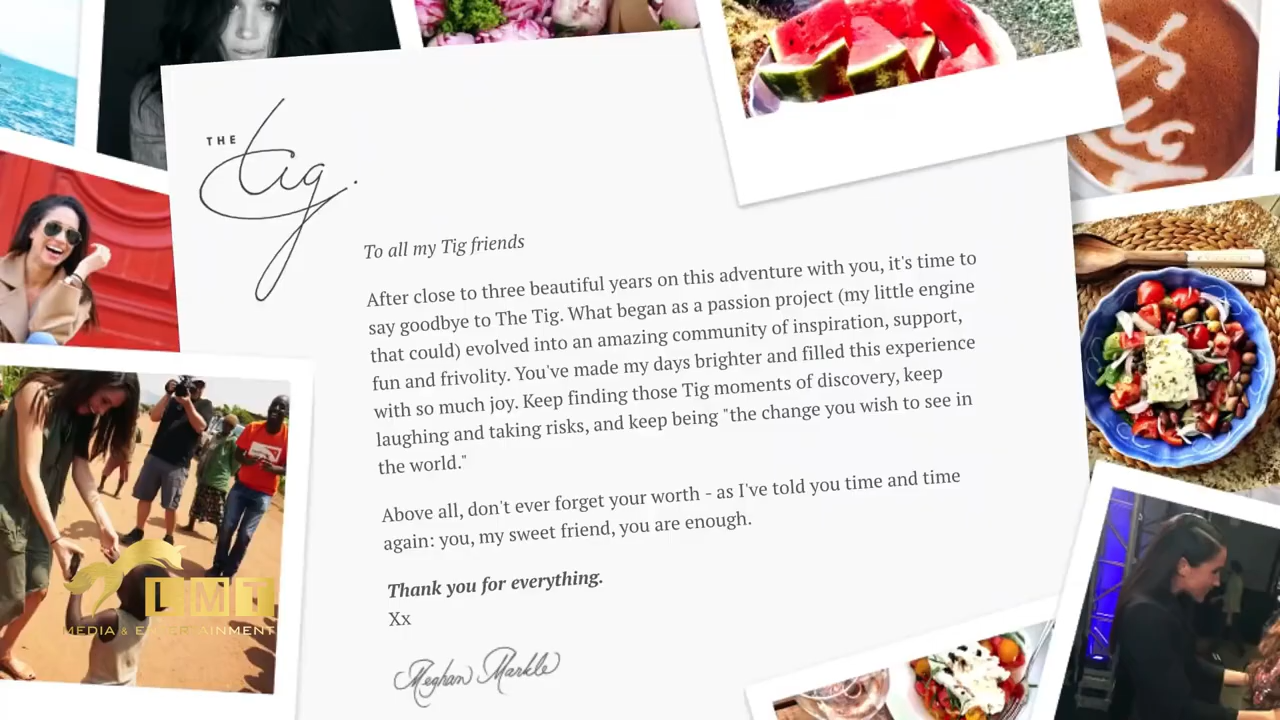 THE
tig.
To all my Tig friends
After close to three beautiful years on this adventure with you, it's time to
say goodbye to The Tig. What began as a passion project (my little engine
that could) evolved into an amazing community of inspiration, support,
fun and frivolity. You've made my days brighter and filled this experience
with so much joy. Keep finding those Tig moments of discovery, keep
laughing and taking risks, and keep being "the change you wish to see in
the world."
Above all, don't ever forget your worth - as I've told you time and time
again: you, my sweet friend, you are enough.
Thank you for everything.
Xx
Meghan Markle
Tig
LMT
MEDIA & ENTERTAINMENT